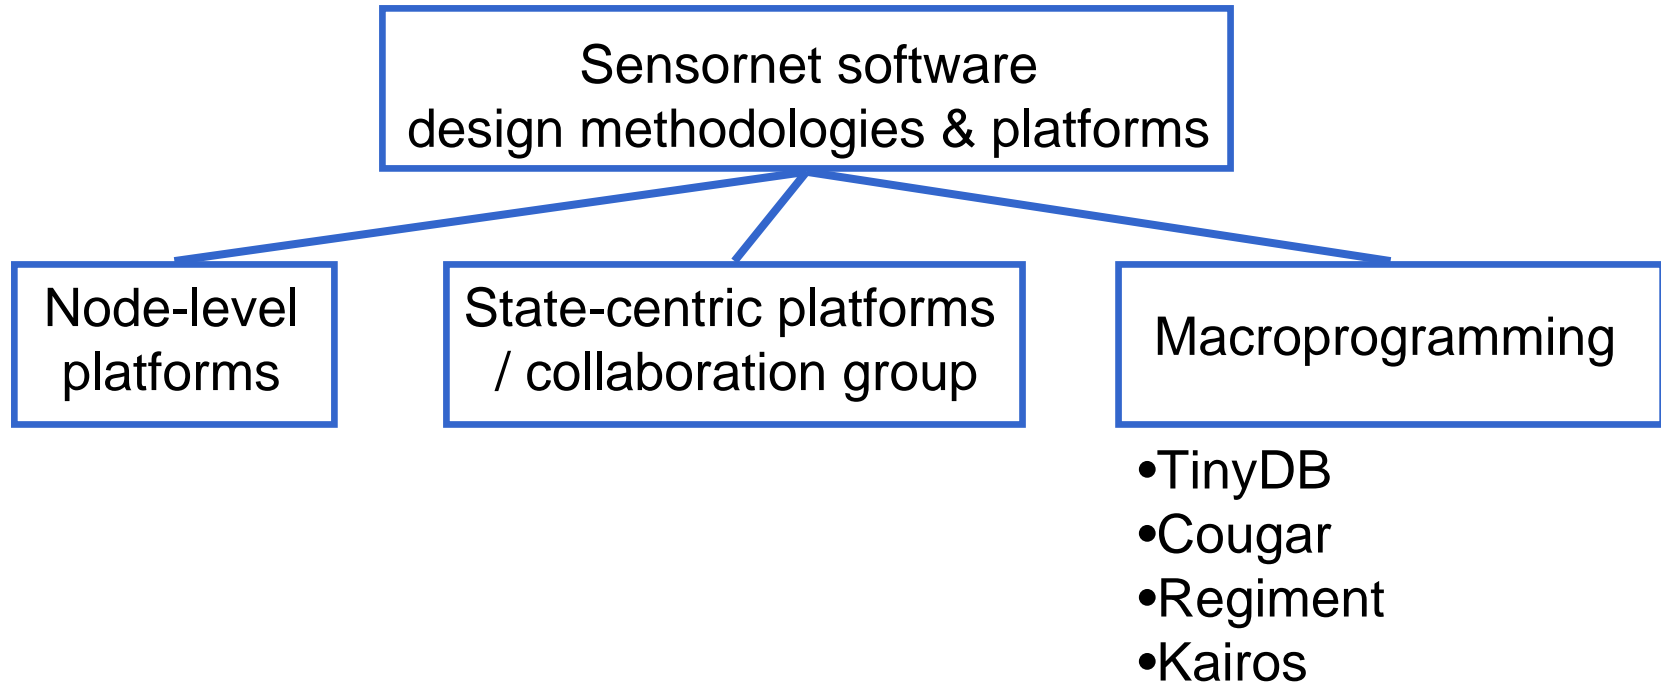 Sensornet software
design methodologies & platforms
Node-level
platforms
State-centric platforms
/ collaboration group
Macroprogramming
•TinyDB
•Cougar
•Regiment
•Kairos